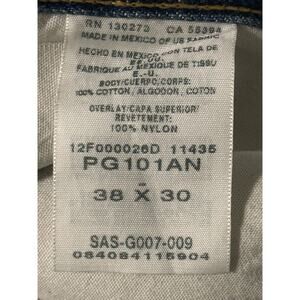 RN 130273 CA 55394
MADE IN MEXICO OF US FABRIC
HECHO EN MEXICO CON TELA DE
EE.UU.
FABRIQUE AU MEXIQUE DE TISSU
E.-U.
BODY/CUERPO/CORPS:
100% COTTON, ALGODON, COTON
OVERLAY/CAPA SUPERIOR/
REVETEMENT:
100% NYLON
12F000026D 11435
PG101AN
-
38 X 30
SAS-G007-009
084084115904